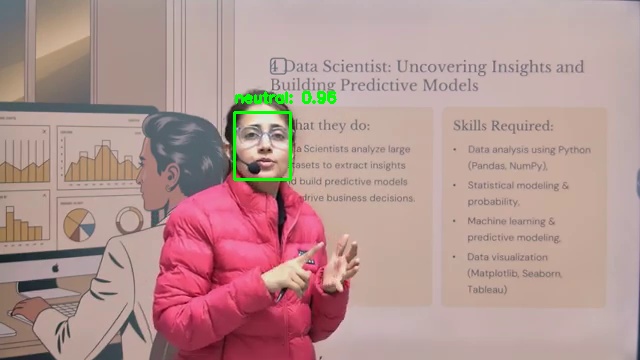 4 Data Scientist: Uncovering Insights and
Building Predictive Models
neutral: 0.96
hat they do:
Scientists analyze large
tasets to extract insights
build predictive models
drive business decisions.
Skills Required:
• Data analysis using Python
(Pandas, NumPy),
• Statistical modeling &
probability,
• Machine learning &
predictive modeling,
• Data visualization
(Matplotlib, Seaborn,
Tableau)